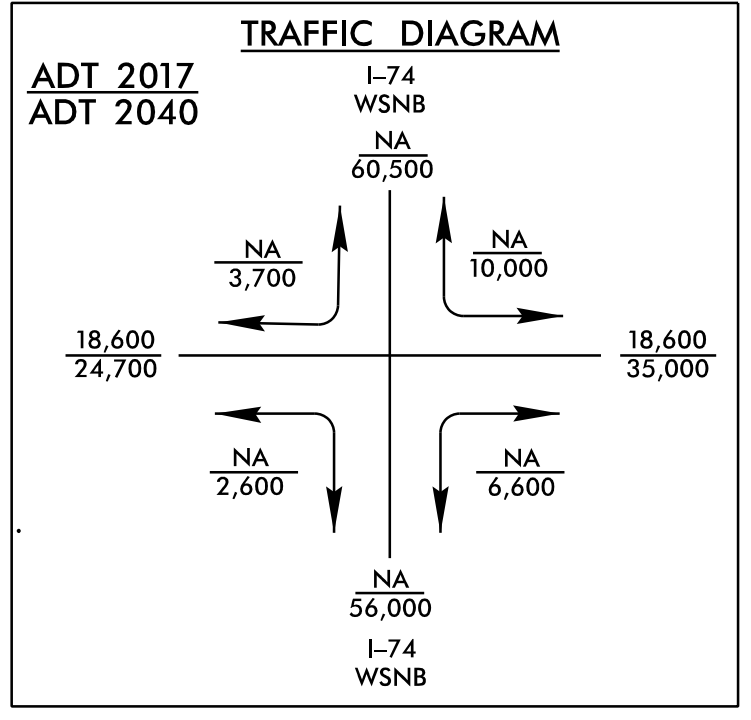 TRAFFIC DIAGRAM
ADT 2017
ADT 2040
I–74
WSNB
NA
60,500
NA
3,700
NA
10,000
18,600
24,700
18,600
35,000
NA
2,600
NA
6,600
NA
56,000
I–74
WSNB